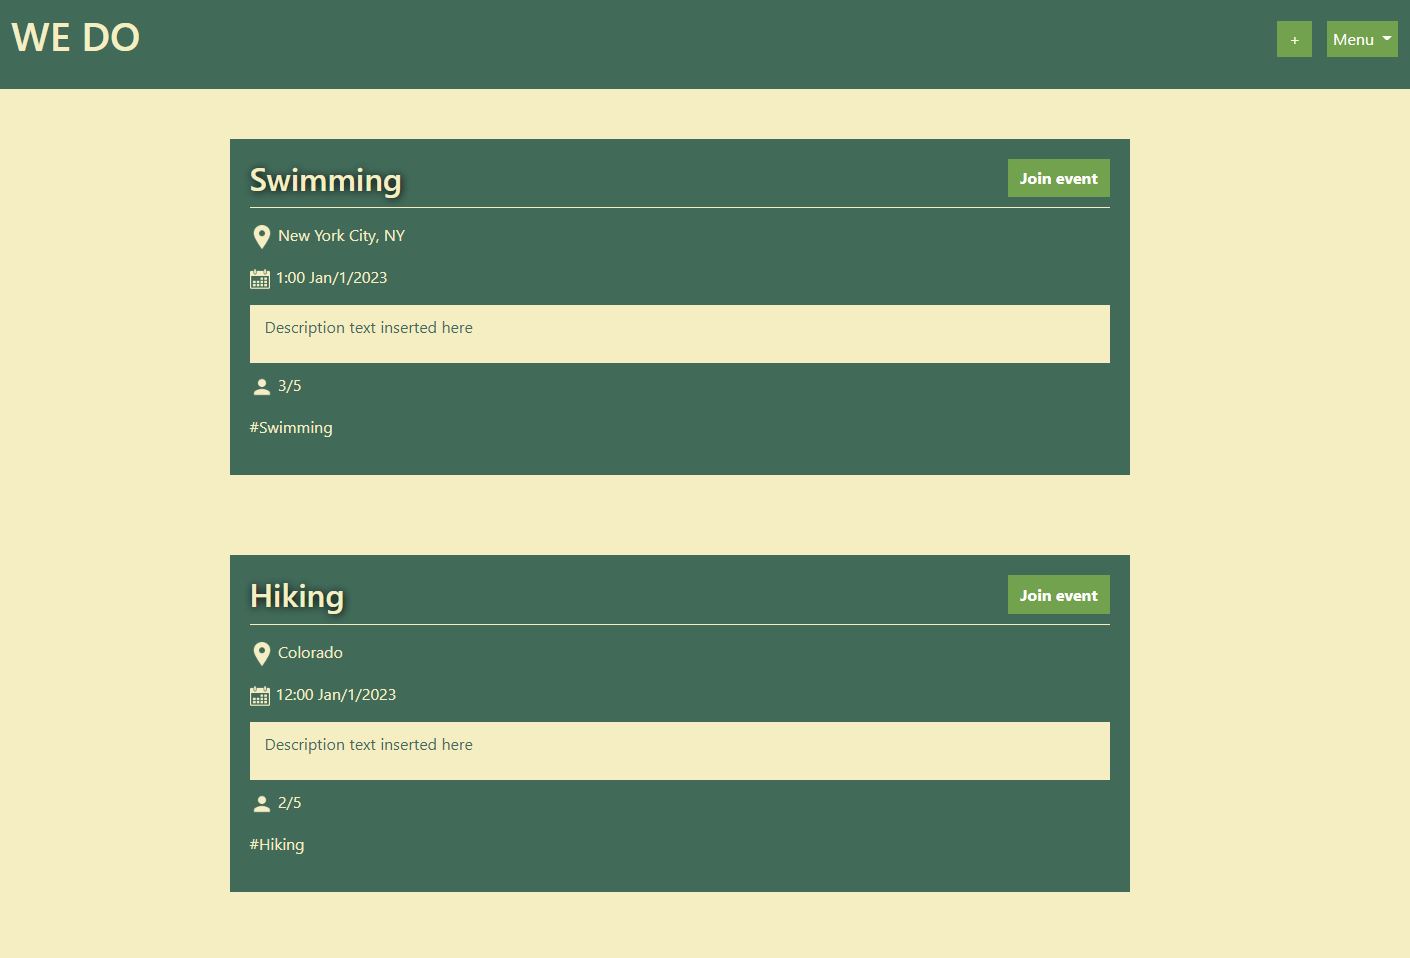 WE DO
+
Menu
Swimming
Join event
New York City, NY
1:00 Jan/1/2023
Description text inserted here
3/5
#Swimming
Hiking
Join event
Colorado
12:00 Jan/1/2023
Description text inserted here
2/5
#Hiking